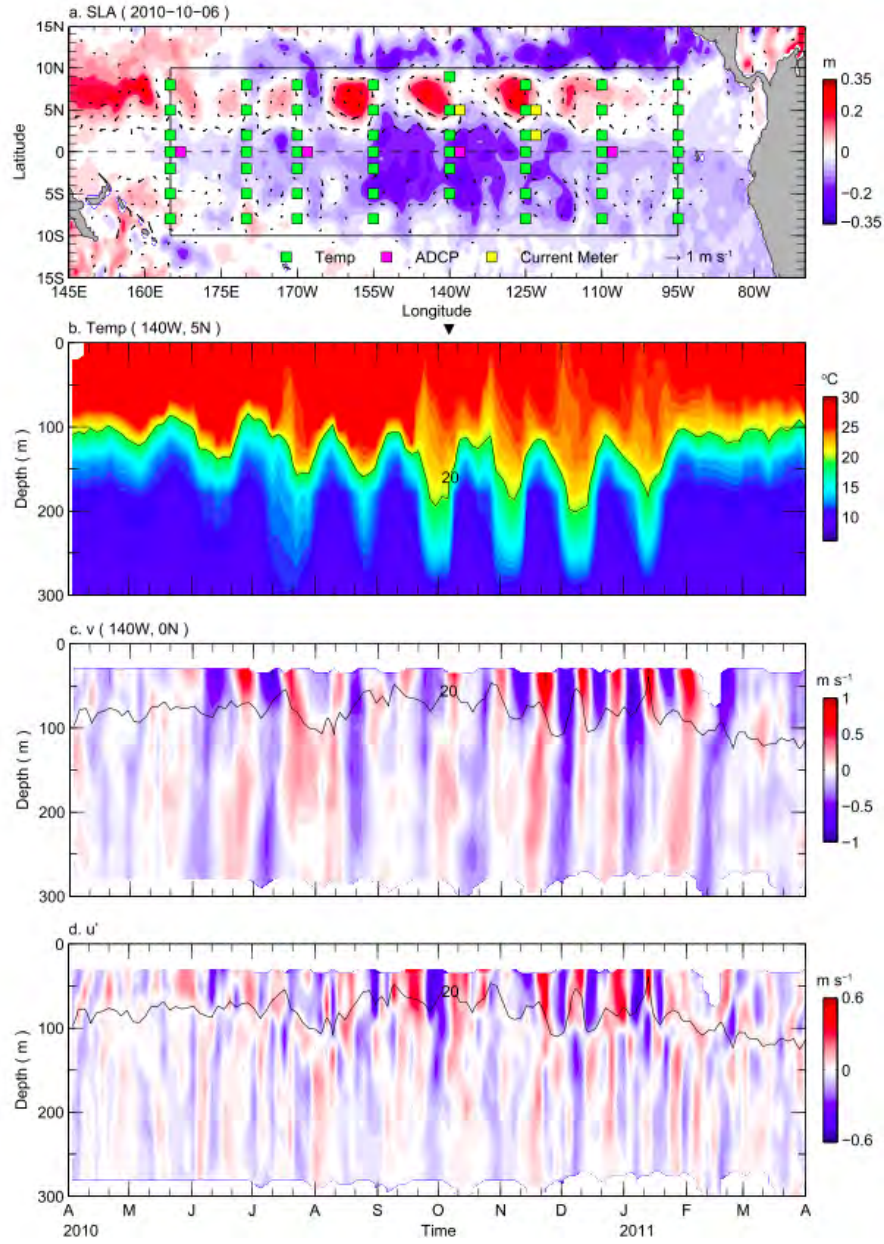 a. SLA ( 2010−10−06 )
15N
10N
5N
0
5S
10S
15S
Latitude
145E 160E 175E 170W 155W 140W 125W 110W 95W 80W
Longitude
Temp ADCP Current Meter → 1 m s⁻¹
m
0.35
0.2
0
−0.2
−0.35
b. Temp ( 140W, 5N )
0
100
200
300
Depth ( m )
20
°C
30
25
20
15
10
c. v ( 140W, 0N )
0
100
200
300
Depth ( m )
20
m s⁻¹
1
0.5
0
−0.5
−1
d. u'
0
100
200
300
Depth ( m )
20
m s⁻¹
0.6
0
−0.6
A M J J A S O N D J F M A
2010 Time 2011